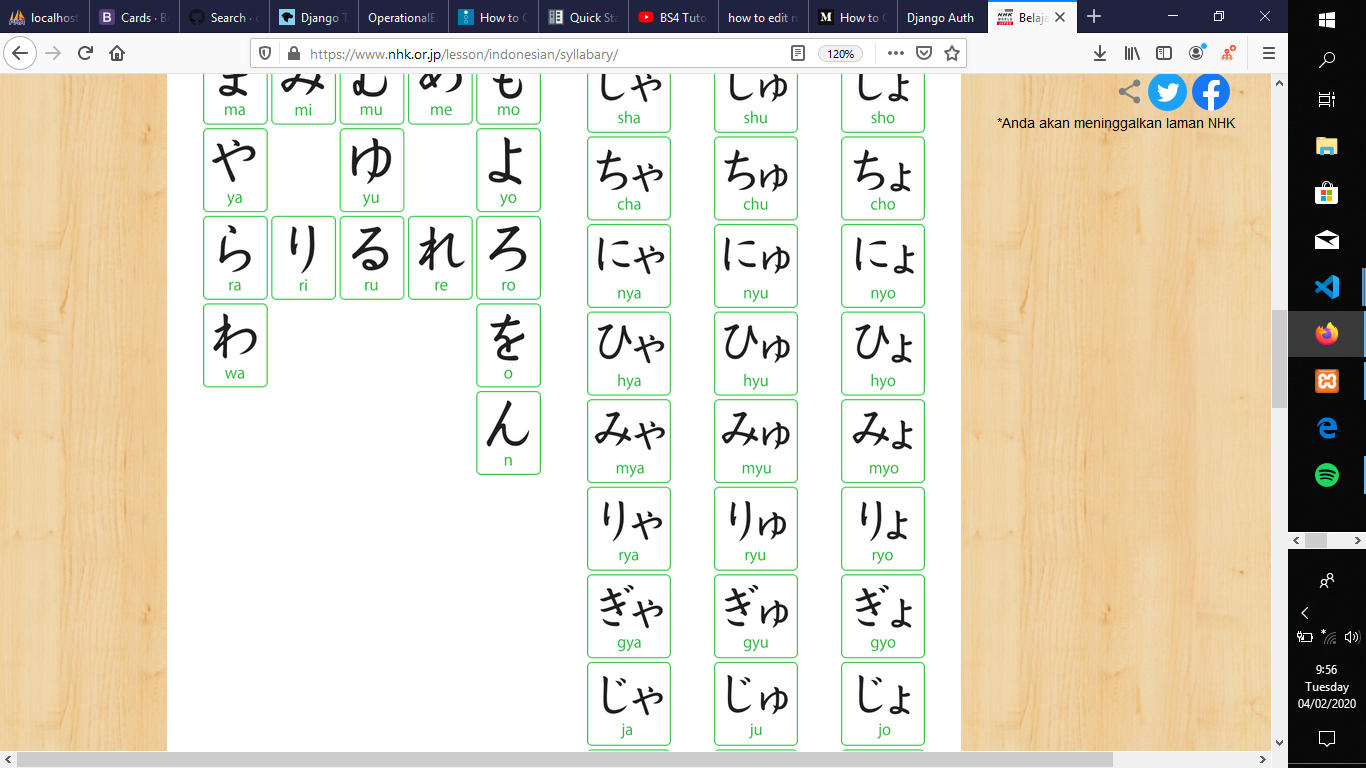 localhost
Cards · B
Search · 
Django T
OperationalE
How to C
Quick Sta
BS4 Tuto
how to edit n
How to C
Django Auth
Belaja
https://www.nhk.or.jp/lesson/indonesian/syllabary/
120%
ま み む め も
ma mi mu me mo
や ゆ よ
ya yu yo
ら り る れ ろ
ra ri ru re ro
わ を
wa o
ん
n
しゃ しゅ しょ
sha shu sho
ちゃ ちゅ ちょ
cha chu cho
にゃ にゅ にょ
nya nyu nyo
ひゃ ひゅ ひょ
hya hyu hyo
みゃ みゅ みょ
mya myu myo
りゃ りゅ りょ
rya ryu ryo
ぎゃ ぎゅ ぎょ
gya gyu gyo
じゃ じゅ じょ
ja ju jo
*Anda akan meninggalkan laman NHK
9:56
Tuesday
04/02/2020